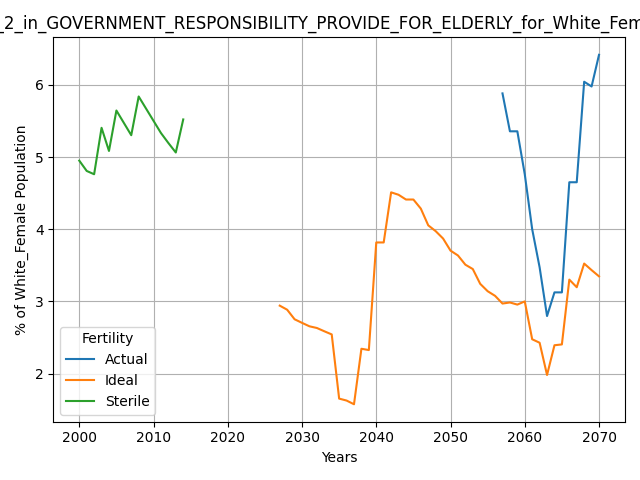 _2_in_GOVERNMENT_RESPONSIBILITY_PROVIDE_FOR_ELDERLY_for_White_Fem
% of White_Female Population
6
5
4
3
2
Fertility
Actual
Ideal
Sterile
2000 2010 2020 2030 2040 2050 2060 2070
Years